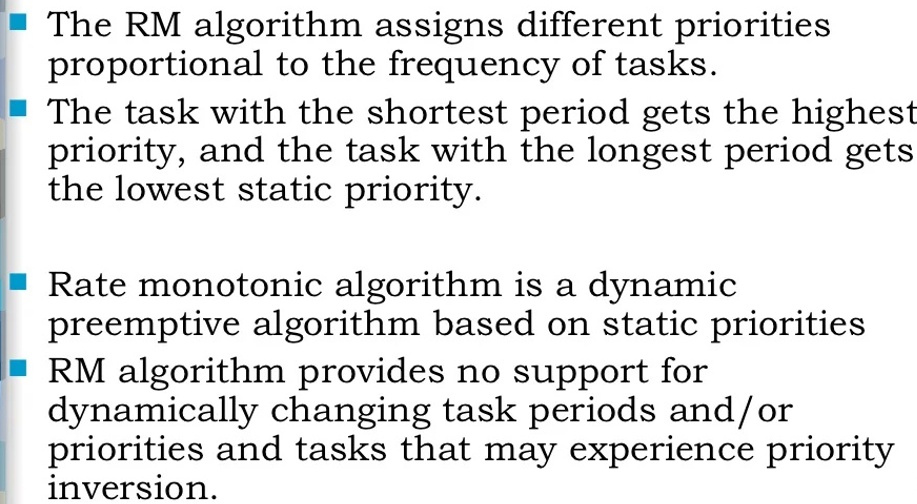 The RM algorithm assigns different priorities
proportional to the frequency of tasks.
The task with the shortest period gets the highest
priority, and the task with the longest period gets
the lowest static priority.
Rate monotonic algorithm is a dynamic
preemptive algorithm based on static priorities
RM algorithm provides no support for
dynamically changing task periods and/or
priorities and tasks that may experience priority
inversion.